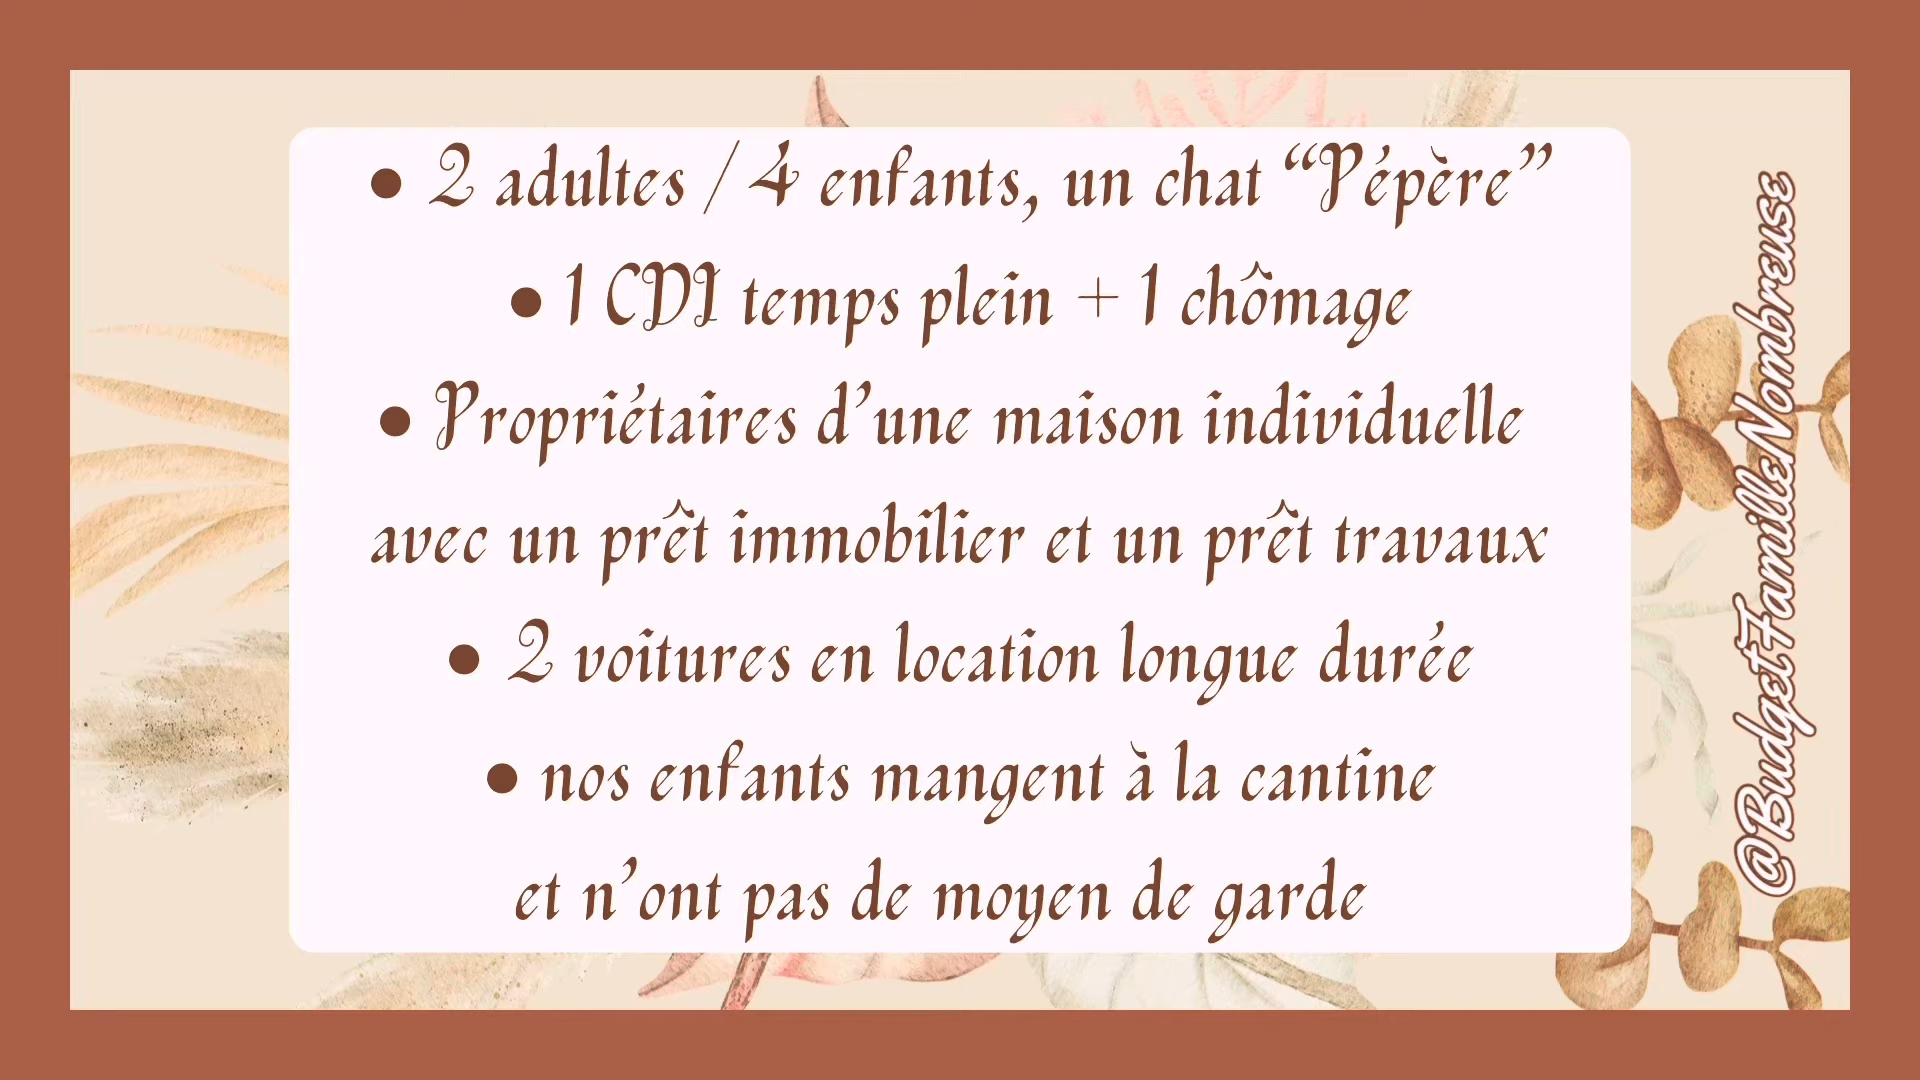 • 2 adultes / 4 enfants, un chat “Pépère”
• 1 CDI temps plein + 1 chômage
• Propriétaires d’une maison individuelle
avec un prêt immobilier et un prêt travaux
• 2 voitures en location longue durée
• nos enfants mangent à la cantine
et n’ont pas de moyen de garde
@BudgetFamilleNombreuse